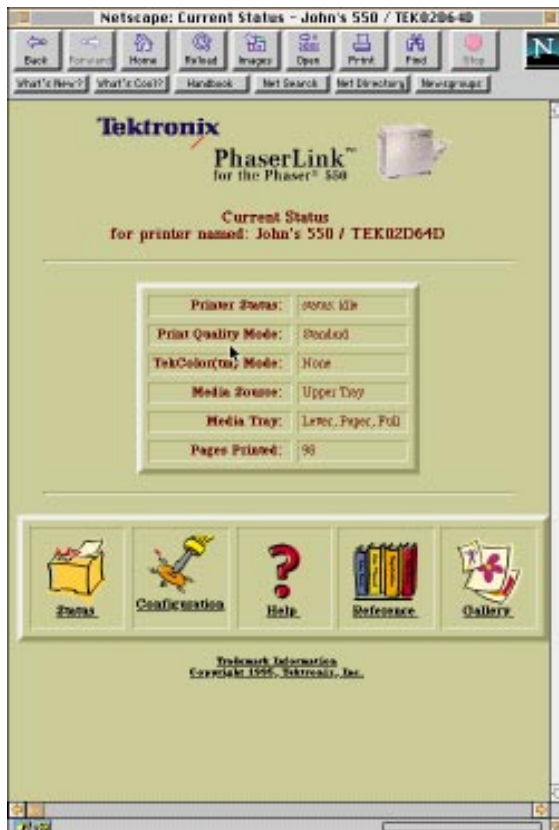 Netscape: Current Status - John's 550 / TEK02D64D
Back Forward Home Reload Images Open Print Find Stop
What's New? What's Cool? Handbook Net Search Net Directory Newsgroups
N
Tektronix
PhaserLink™
for the Phaser® 550
Current Status
for printer named: John's 550 / TEK02D64D
Printer Status: status: idle
Print Quality Mode: Standard
TekColor(tm) Mode: None
Media Source: Upper Tray
Media Tray: Letter, Paper, Full
Pages Printed: 98
Status Configuration Help Reference Gallery
Trademark Information
Copyright 1995, Tektronix, Inc.